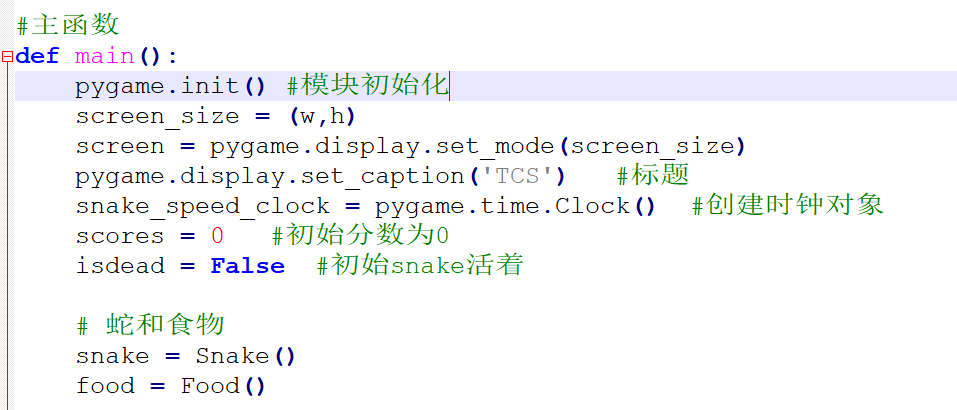 #主函数
def main():
pygame.init() #模块初始化
screen_size = (w,h)
screen = pygame.display.set_mode(screen_size)
pygame.display.set_caption('TCS') #标题
snake_speed_clock = pygame.time.Clock() #创建时钟对象
scores = 0 #初始分数为0
isdead = False #初始snake活着
# 蛇和食物
snake = Snake()
food = Food()